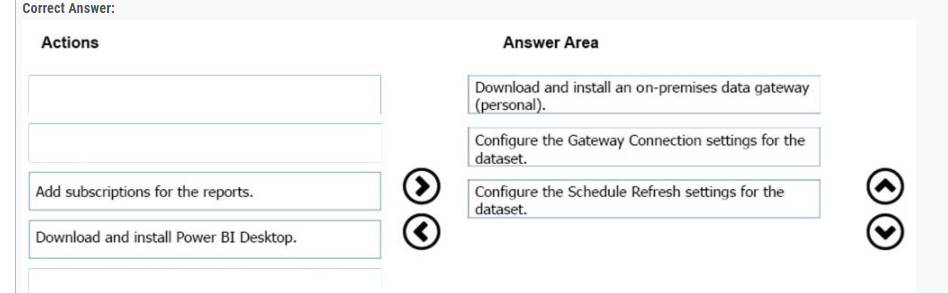 Correct Answer:
Actions
Answer Area
Download and install an on-premises data gateway
(personal).
Configure the Gateway Connection settings for the
dataset.
Add subscriptions for the reports.
Configure the Schedule Refresh settings for the
dataset.
Download and install Power BI Desktop.